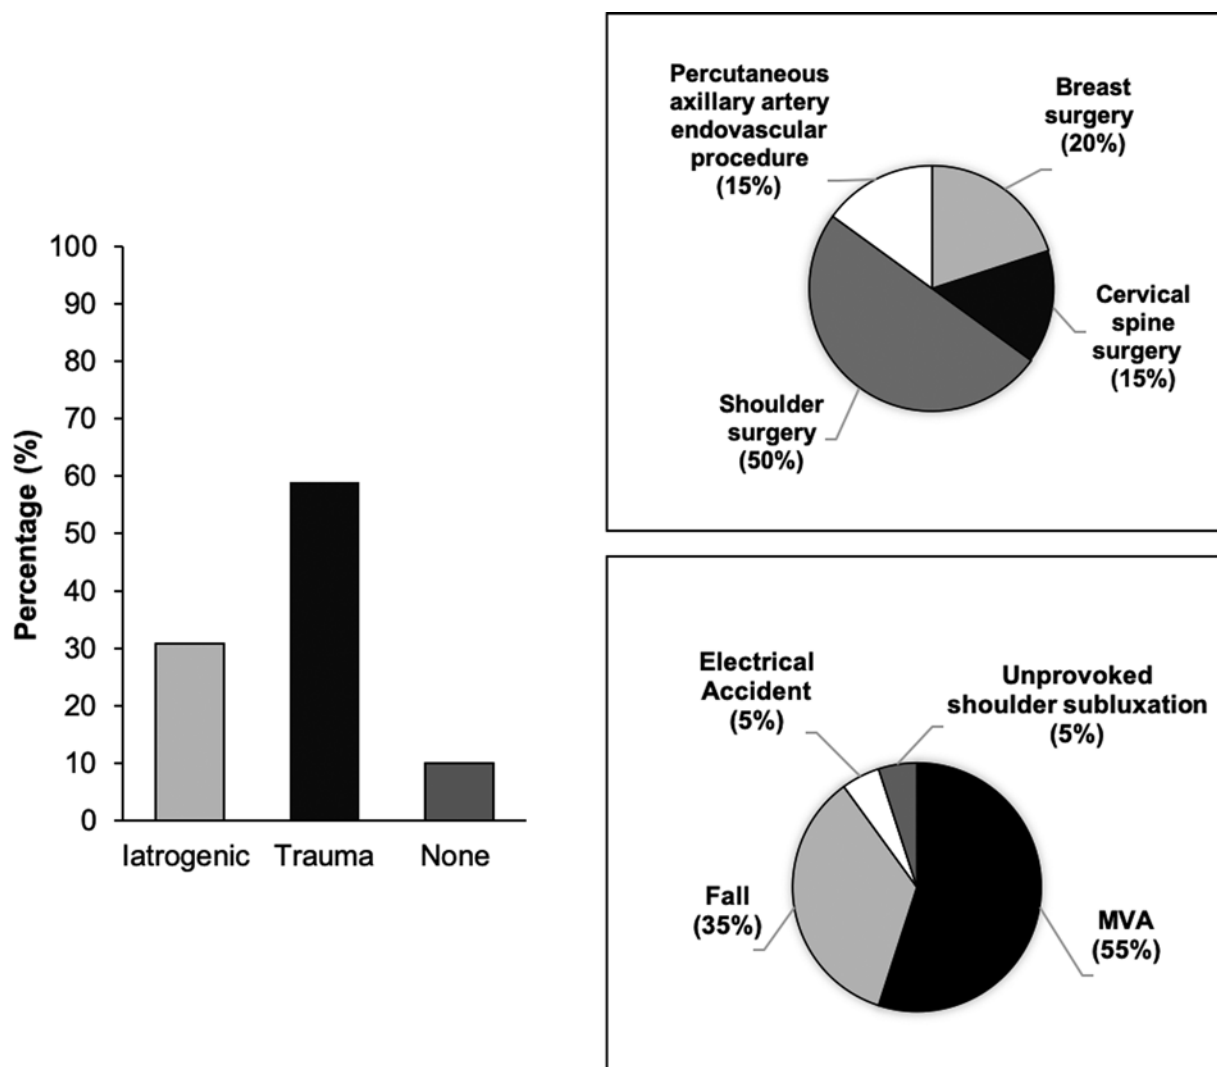 Percentage (%)
100
90
80
70
60
50
40
30
20
10
0
Iatrogenic
Trauma
None
Percutaneous
axillary artery
endovascular
procedure
(15%)
Breast
surgery
(20%)
Cervical
spine
surgery
(15%)
Shoulder
surgery
(50%)
Electrical
Accident
(5%)
Unprovoked
shoulder subluxation
(5%)
Fall
(35%)
MVA
(55%)